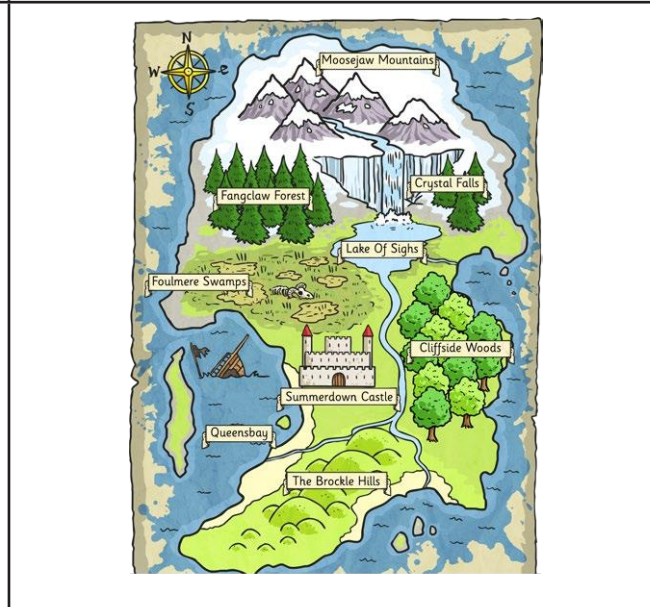 N
W e
S
Moosejaw Mountains
Fangclaw Forest
Crystal Falls
Lake Of Sighs
Foulmere Swamps
Cliffside Woods
Summerdown Castle
Queensbay
The Brockle Hills